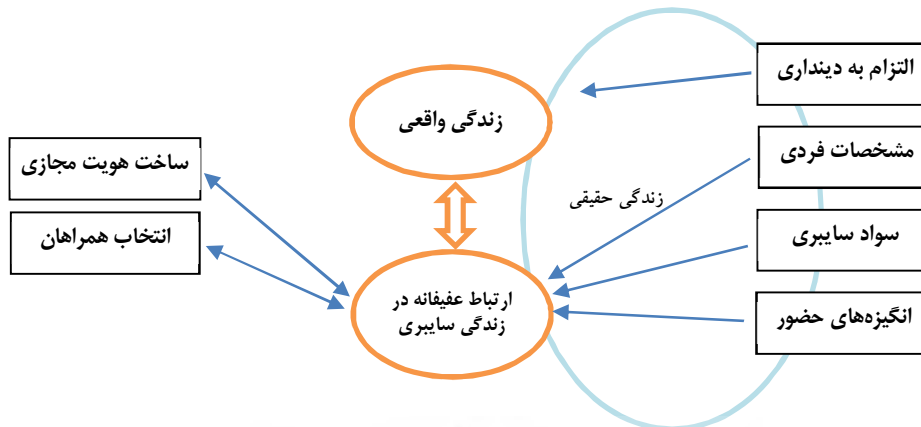 التزام به دینداری
زندگی واقعی
مشخصات فردی
ساخت هویت مجازی
زندگی حقیقی
انتخاب همراهان
سواد سایبری
ارتباط عفیفانه در
زندگی سایبری
انگیزه‌های حضور